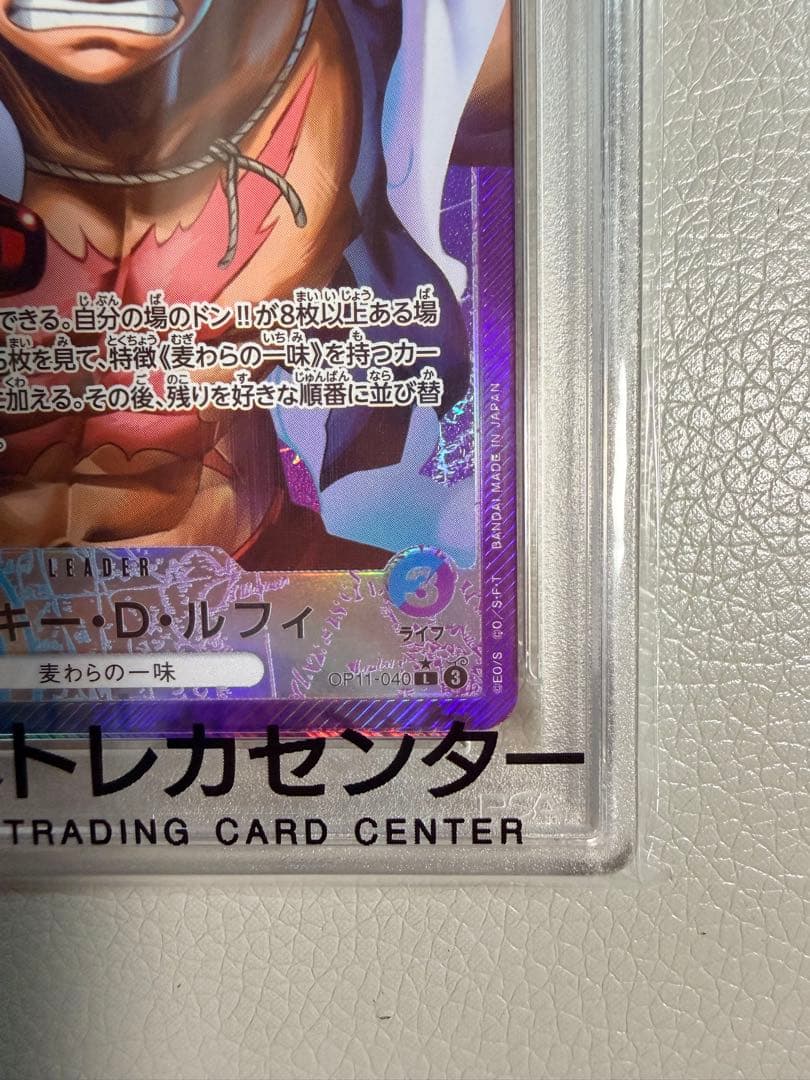 できる。自分の場のドン!!が8枚以上ある場
5枚を見て、特徴《麦わらの一味》を持つカー
に加える。その後、残りを好きな順番に並び替
。
LEADER
3
キー・D・ルフィ
ライフ
麦わらの一味
OP11-040 L 3
©EO/S ©O/S・F・T BANDAI MADE IN JAPAN
トレカセンター
TRADING CARD CENTER
PSA